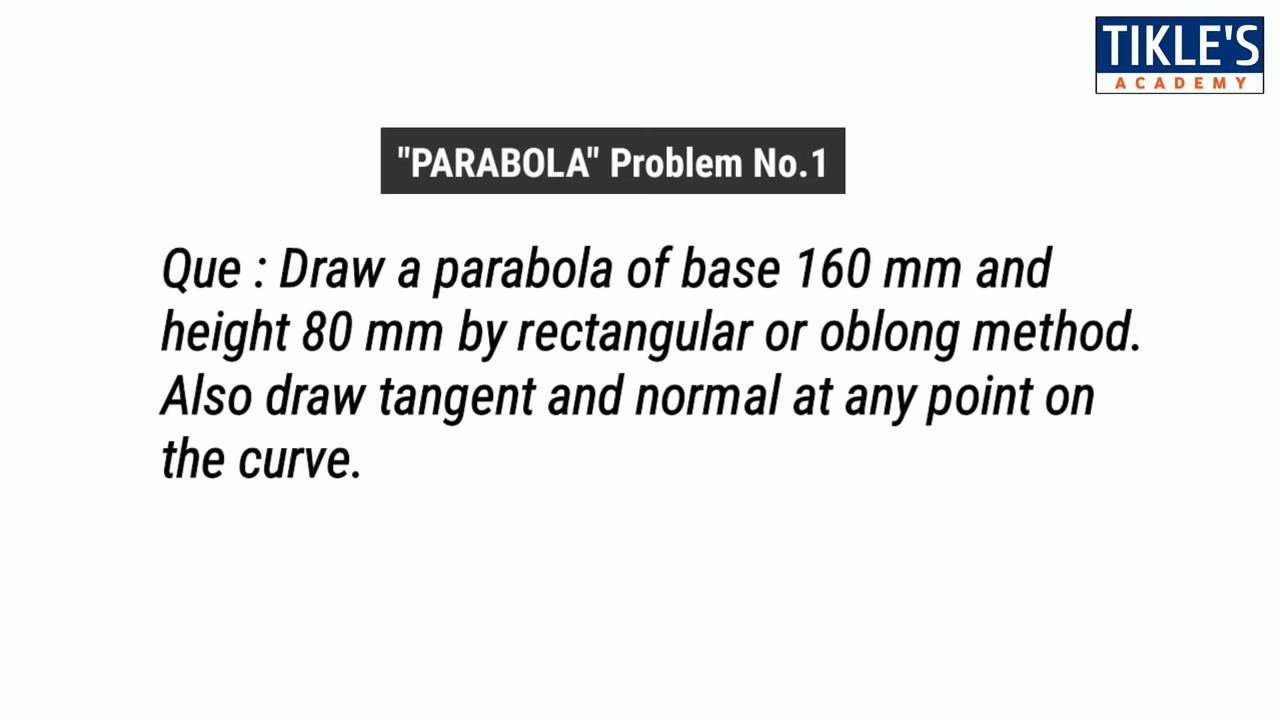 TIKLE'S
ACADEMY
"PARABOLA" Problem No.1
Que : Draw a parabola of base 160 mm and
height 80 mm by rectangular or oblong method.
Also draw tangent and normal at any point on
the curve.